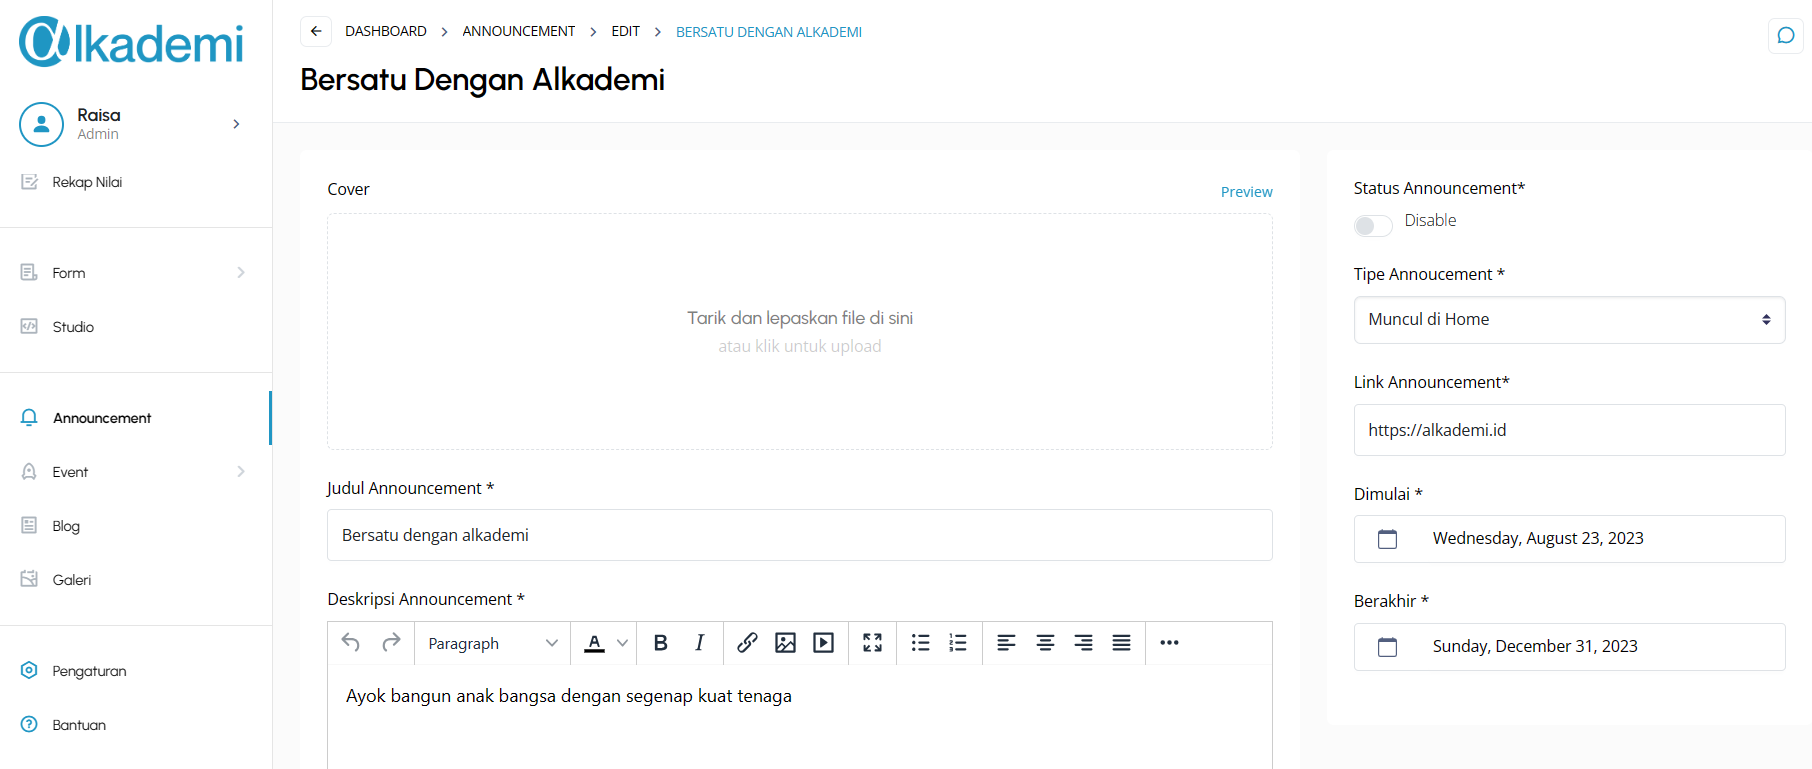 @lkademi
Raisa
Admin
Rekap Nilai
Form
Studio
Announcement
Event
Blog
Galeri
Pengaturan
Bantuan
DASHBOARD > ANNOUNCEMENT > EDIT > BERSATU DENGAN ALKADEMI
Bersatu Dengan Alkademi
Cover
Preview
Tarik dan lepaskan file di sini
atau klik untuk upload
Judul Announcement *
Bersatu dengan alkademi
Deskripsi Announcement *
Paragraph
Ayok bangun anak bangsa dengan segenap kuat tenaga
Status Announcement*
Disable
Tipe Annoucement *
Muncul di Home
Link Announcement*
https://alkademi.id
Dimulai *
Wednesday, August 23, 2023
Berakhir *
Sunday, December 31, 2023